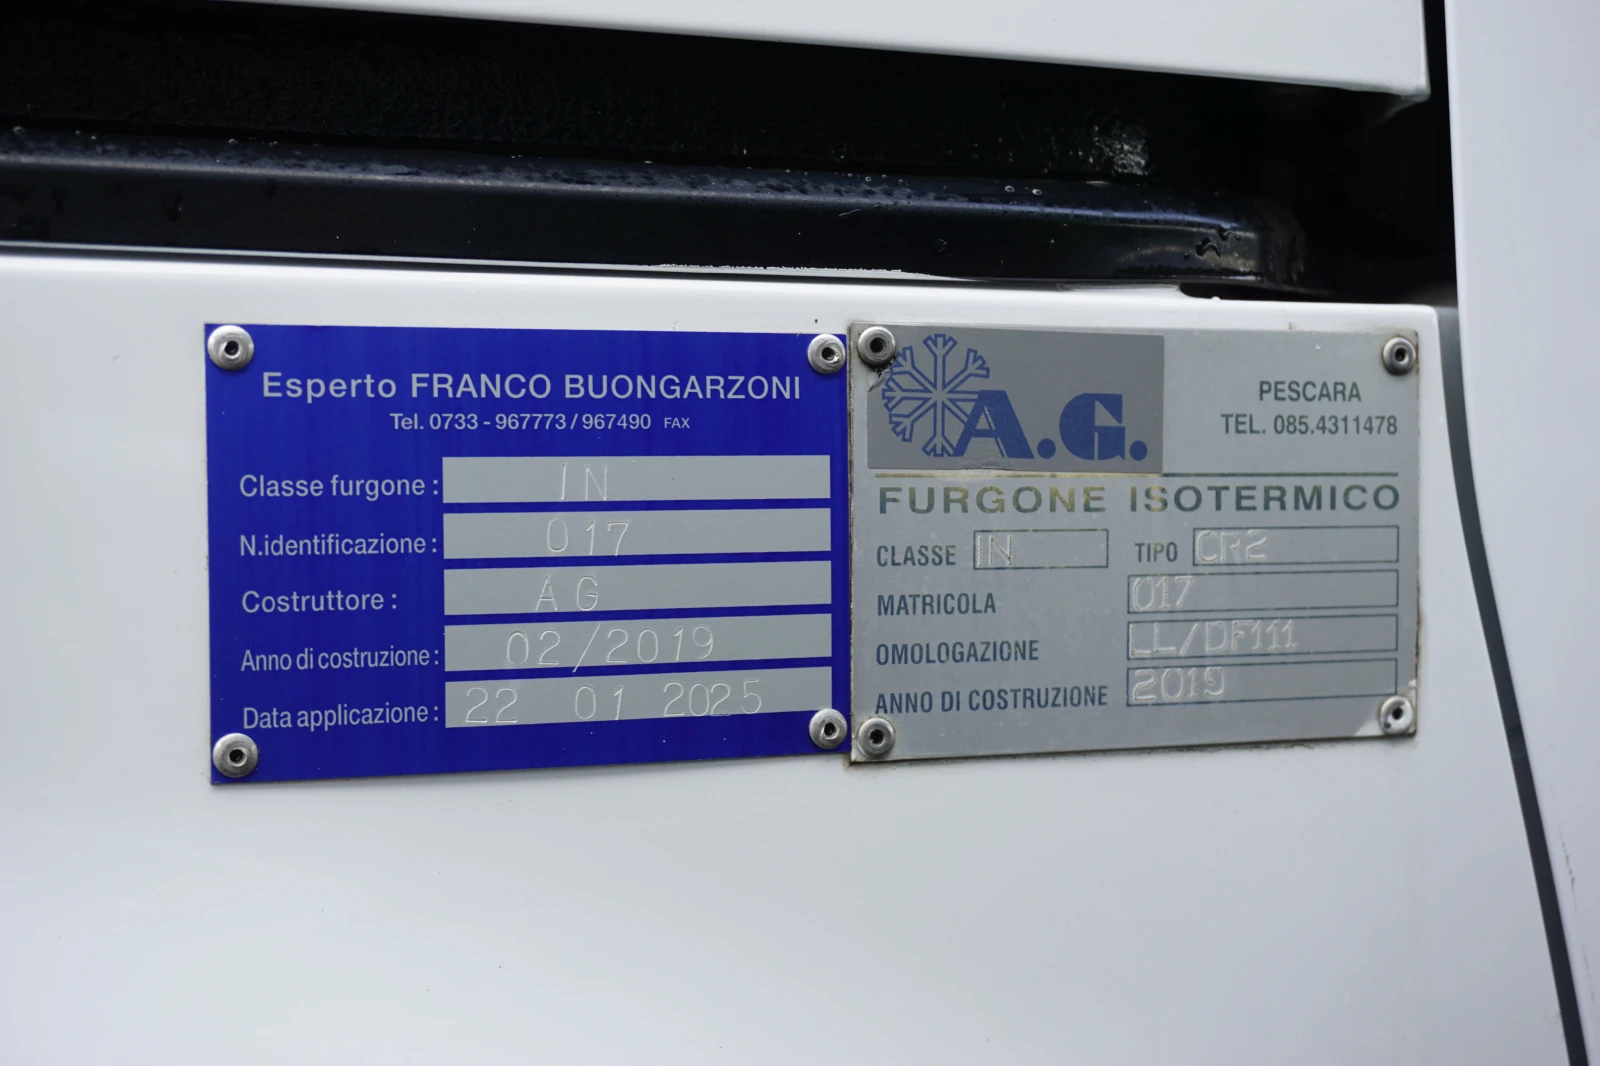 Esperto FRANCO BUONGARZONI
Tel. 0733 - 967773 / 967490 FAX
Classe furgone : IN
N.identificazione : 017
Costruttore : AG
Anno di costruzione : 02/2019
Data applicazione : 22 01 2025
A.G.
PESCARA
TEL. 085.4311478
FURGONE ISOTERMICO
CLASSE IN TIPO CR2
MATRICOLA 017
OMOLOGAZIONE LL/DF111
ANNO DI COSTRUZIONE 2019